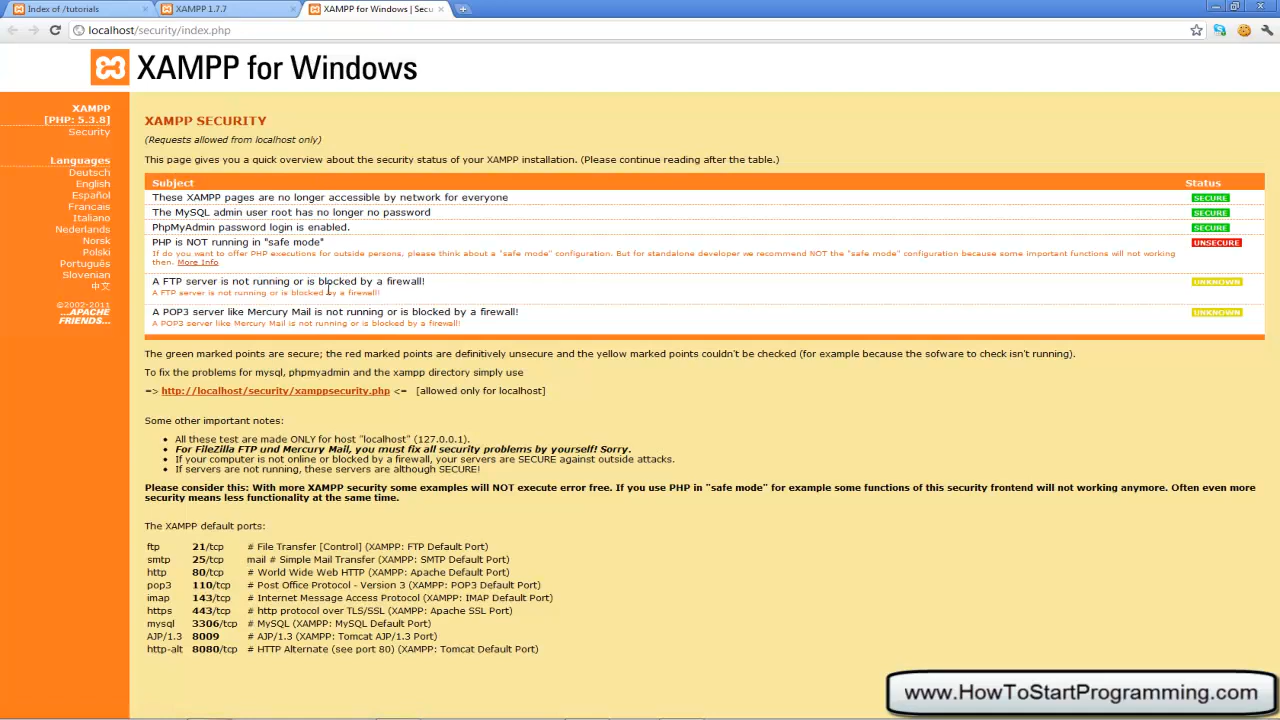 Index of /tutorials
XAMPP 1.7.7
XAMPP for Windows | Secu
localhost/security/index.php
XAMPP for Windows
XAMPP
[PHP: 5.3.8]
Security
Languages
Deutsch
English
Español
Francais
Italiano
Nederlands
Norsk
Polski
Português
Slovenian
中文
©2002-2011
...APACHE
FRIENDS...
XAMPP SECURITY
(Requests allowed from localhost only)
This page gives you a quick overview about the security status of your XAMPP installation. (Please continue reading after the table.)
Subject Status
These XAMPP pages are no longer accessible by network for everyone SECURE
The MySQL admin user root has no longer no password SECURE
PhpMyAdmin password login is enabled. SECURE
PHP is NOT running in "safe mode" UNSECURE
If do you want to offer PHP executions for outside persons, please think about a "safe mode" configuration. But for standalone developer we recommend NOT the "safe mode" configuration because some important functions will not working
then. More Info
A FTP server is not running or is blocked by a firewall! UNKNOWN
A FTP server is not running or is blocked by a firewall!
A POP3 server like Mercury Mail is not running or is blocked by a firewall! UNKNOWN
A POP3 server like Mercury Mail is not running or is blocked by a firewall!
The green marked points are secure; the red marked points are definitively unsecure and the yellow marked points couldn't be checked (for example because the sofware to check isn't running).
To fix the problems for mysql, phpmyadmin and the xampp directory simply use
=> http://localhost/security/xamppsecurity.php <= [allowed only for localhost]
Some other important notes:
• All these test are made ONLY for host "localhost" (127.0.0.1).
• For FileZilla FTP und Mercury Mail, you must fix all security problems by yourself! Sorry.
• If your computer is not online or blocked by a firewall, your servers are SECURE against outside attacks.
• If servers are not running, these servers are although SECURE!
Please consider this: With more XAMPP security some examples will NOT execute error free. If you use PHP in "safe mode" for example some functions of this security frontend will not working anymore. Often even more
security means less functionality at the same time.
The XAMPP default ports:
ftp 21/tcp # File Transfer [Control] (XAMPP: FTP Default Port)
smtp 25/tcp mail # Simple Mail Transfer (XAMPP: SMTP Default Port)
http 80/tcp # World Wide Web HTTP (XAMPP: Apache Default Port)
pop3 110/tcp # Post Office Protocol - Version 3 (XAMPP: POP3 Default Port)
imap 143/tcp # Internet Message Access Protocol (XAMPP: IMAP Default Port)
https 443/tcp # http protocol over TLS/SSL (XAMPP: Apache SSL Port)
mysql 3306/tcp # MySQL (XAMPP: MySQL Default Port)
AJP/1.3 8009 # AJP/1.3 (XAMPP: Tomcat AJP/1.3 Port)
http-alt 8080/tcp # HTTP Alternate (see port 80) (XAMPP: Tomcat Default Port)
www.HowToStartProgramming.com